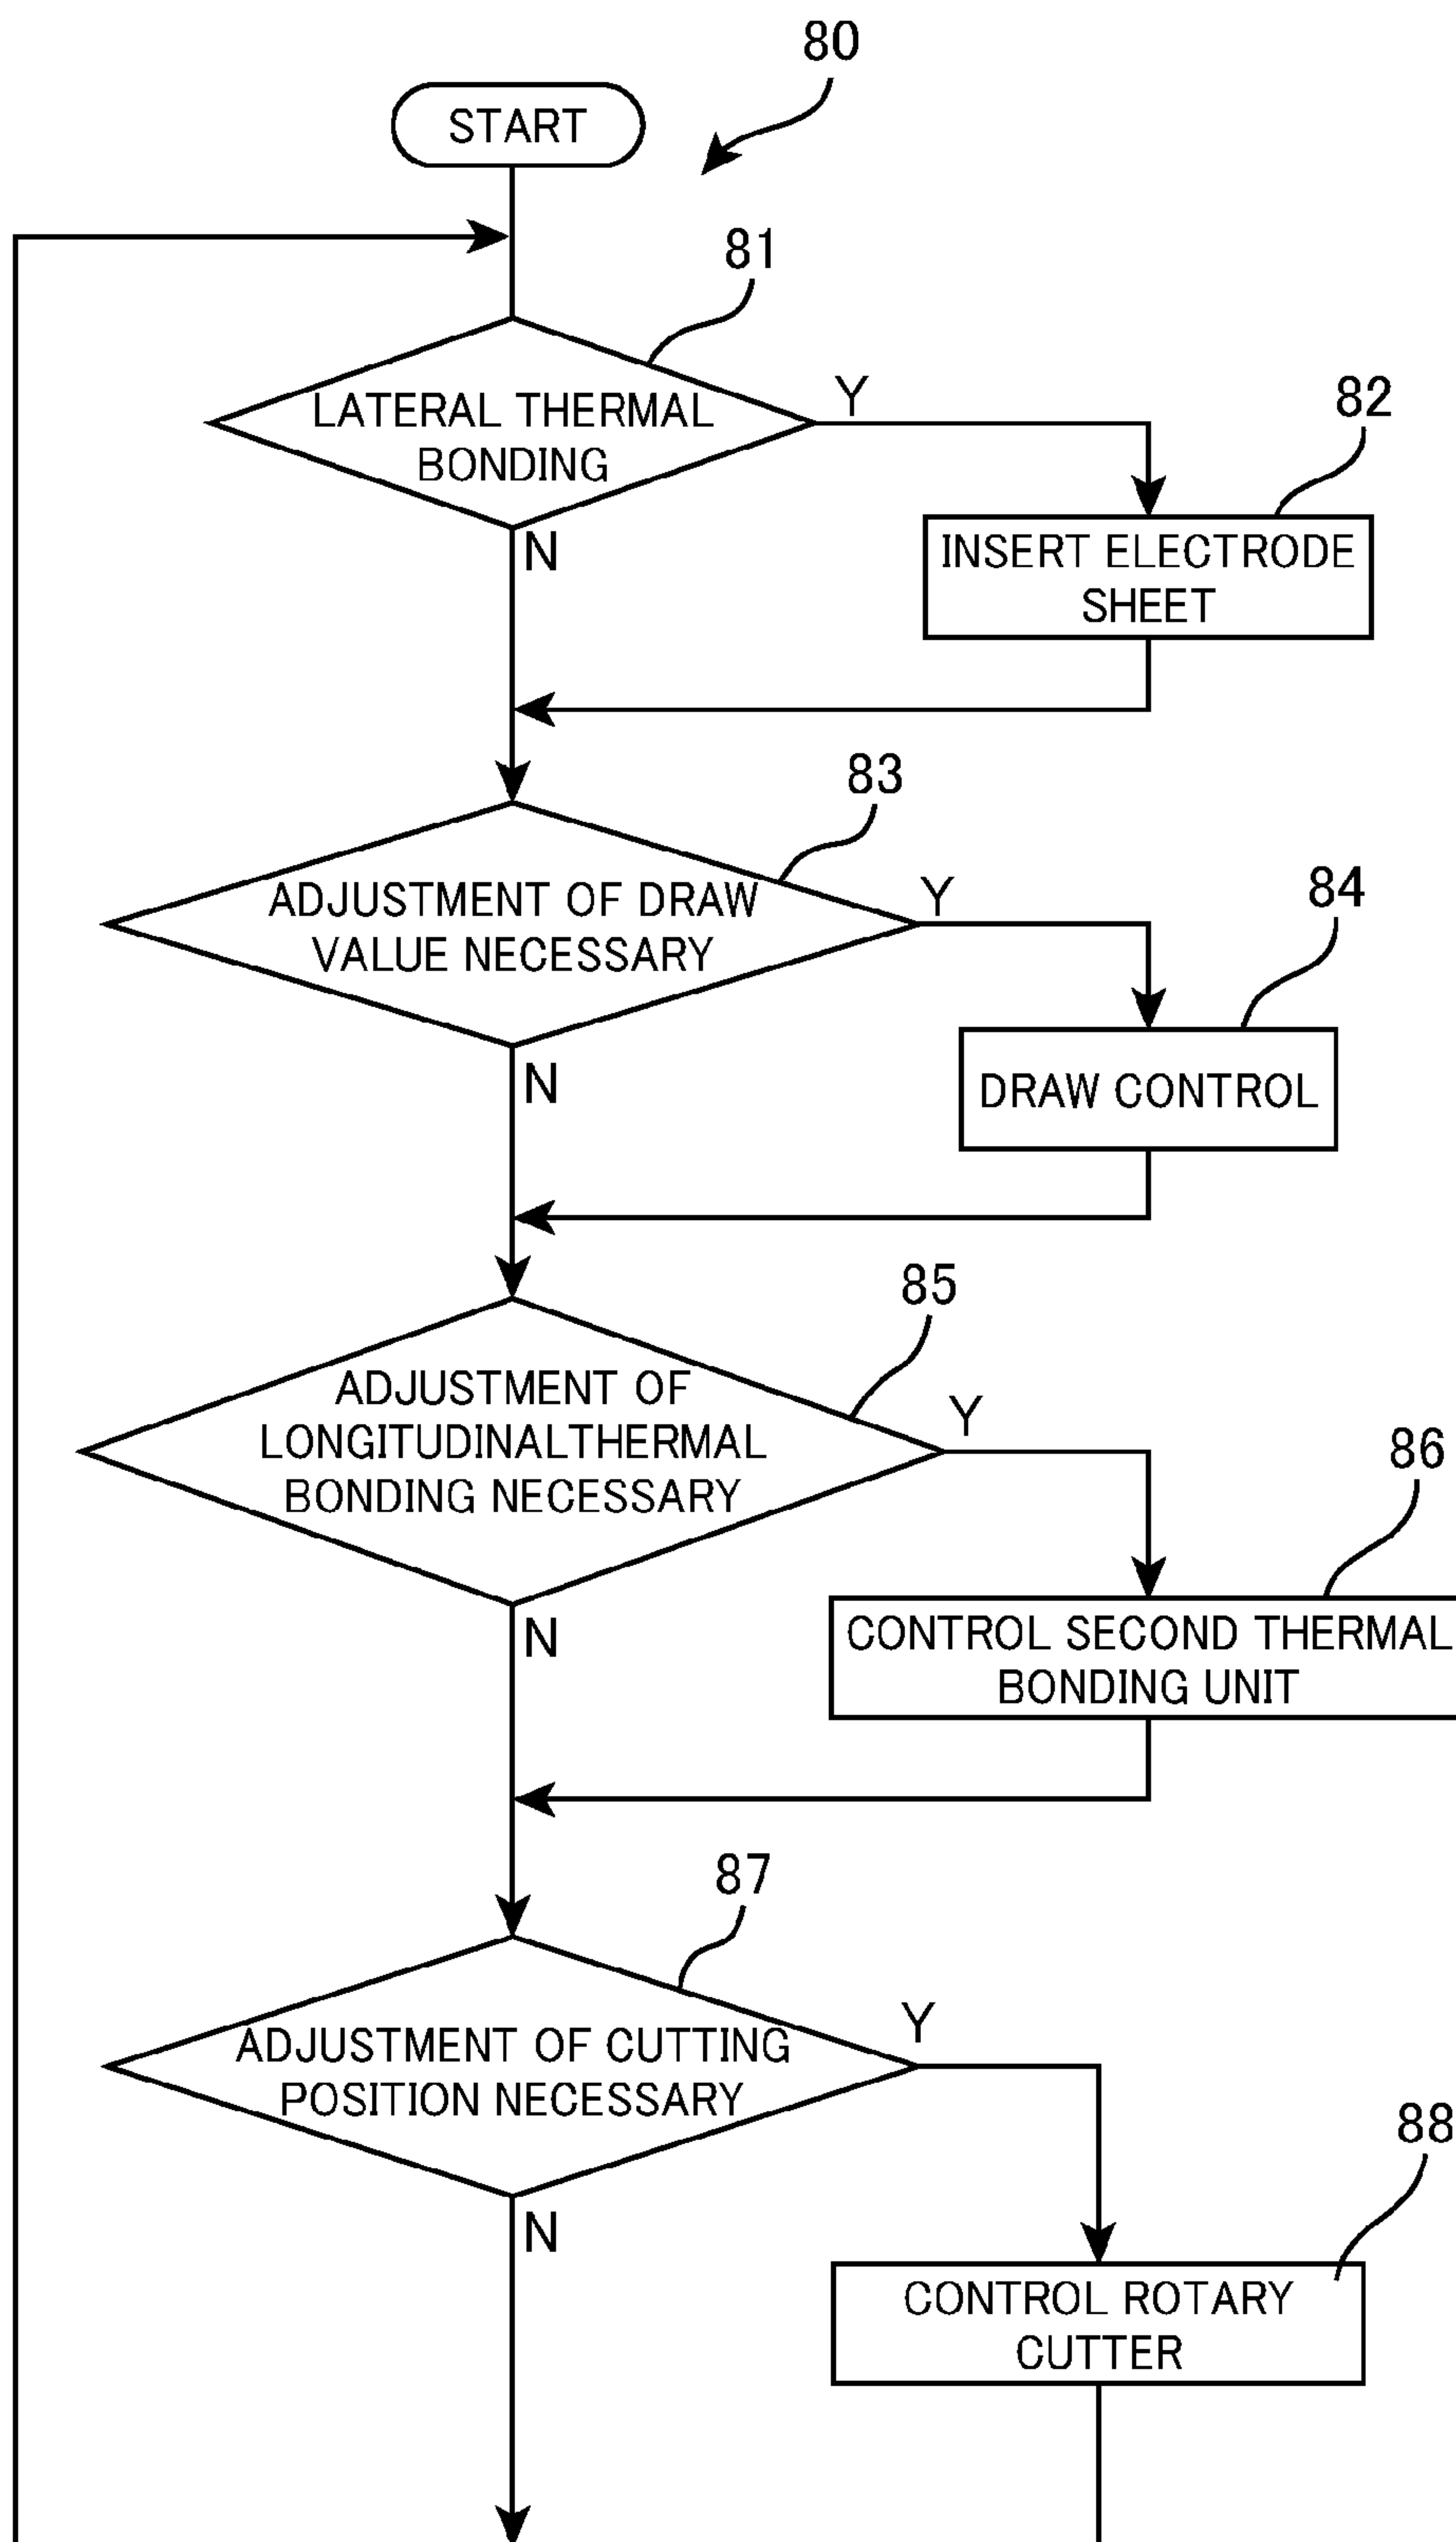 80
START
81
LATERAL THERMAL
BONDING
Y
82
INSERT ELECTRODE
SHEET
N
83
ADJUSTMENT OF DRAW
VALUE NECESSARY
Y
84
DRAW CONTROL
N
85
ADJUSTMENT OF
LONGITUDINALTHERMAL
BONDING NECESSARY
Y
86
CONTROL SECOND THERMAL
BONDING UNIT
N
87
ADJUSTMENT OF CUTTING
POSITION NECESSARY
Y
88
CONTROL ROTARY
CUTTER
N